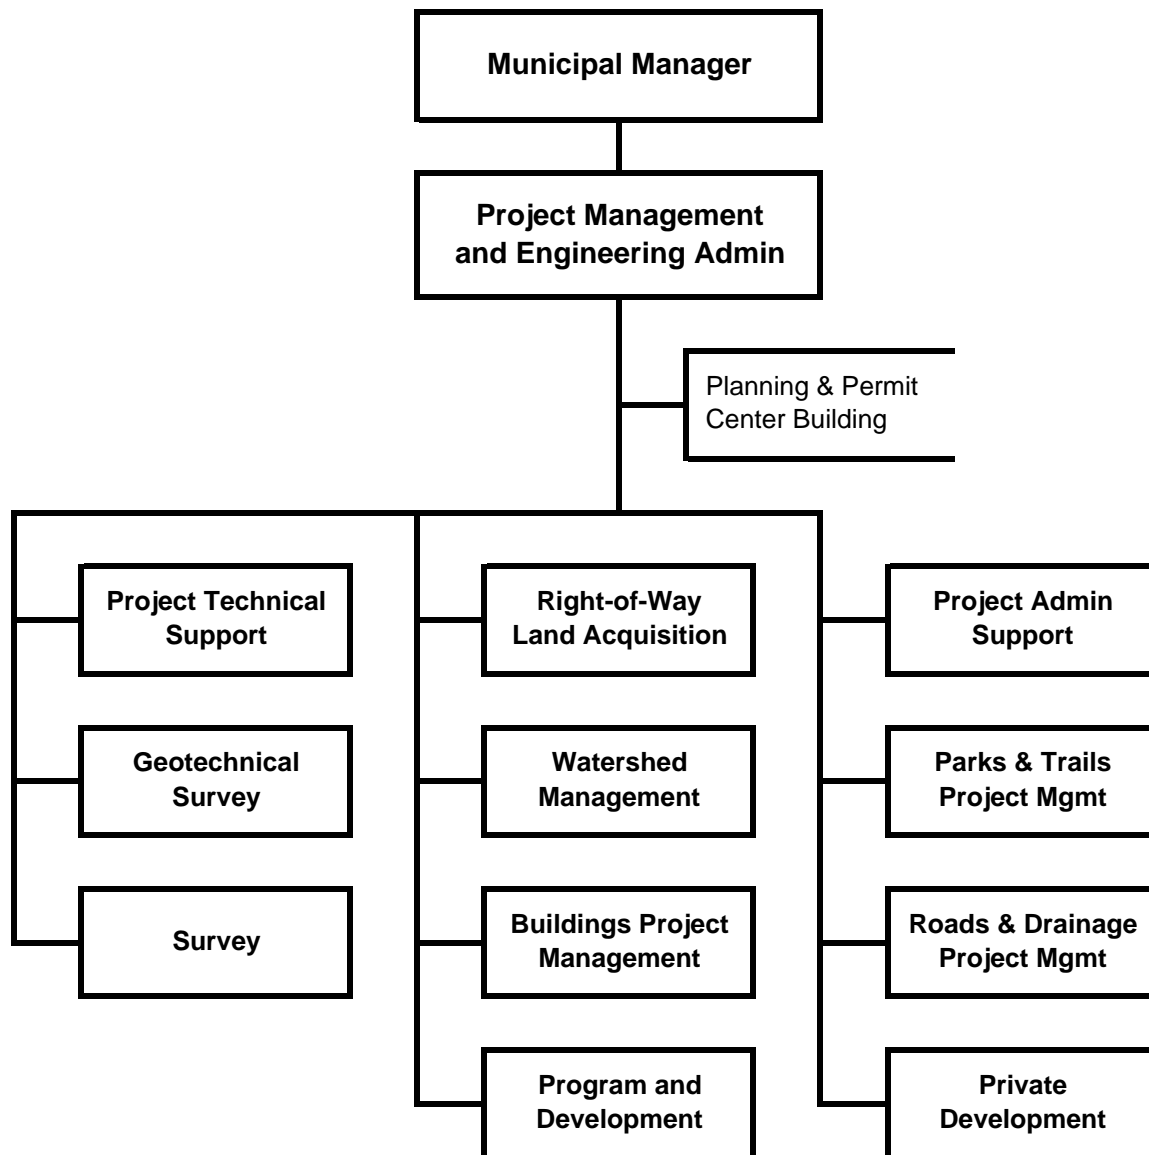 Municipal Manager
Project Management
and Engineering Admin
Planning & Permit
Center Building
Project Technical
Support
Right-of-Way
Land Acquisition
Project Admin
Support
Geotechnical
Survey
Watershed
Management
Parks & Trails
Project Mgmt
Survey
Buildings Project
Management
Roads & Drainage
Project Mgmt
Program and
Development
Private
Development